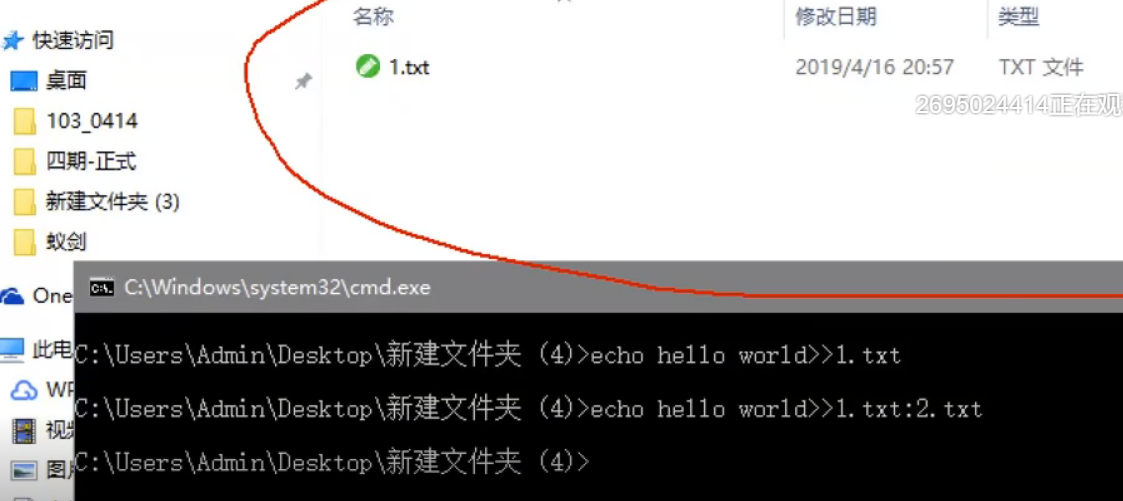 名称 修改日期 类型
快速访问
1.txt 2019/4/16 20:57 TXT 文件
桌面
2695024414正在观
103_0414
四期-正式
新建文件夹 (3)
蚁剑
C:\Windows\system32\cmd.exe
One
此电
C:\Users\Admin\Desktop\新建文件夹 (4)>echo hello world>>1.txt
WP
C:\Users\Admin\Desktop\新建文件夹 (4)>echo hello world>>1.txt:2.txt
视频
图
C:\Users\Admin\Desktop\新建文件夹 (4)>